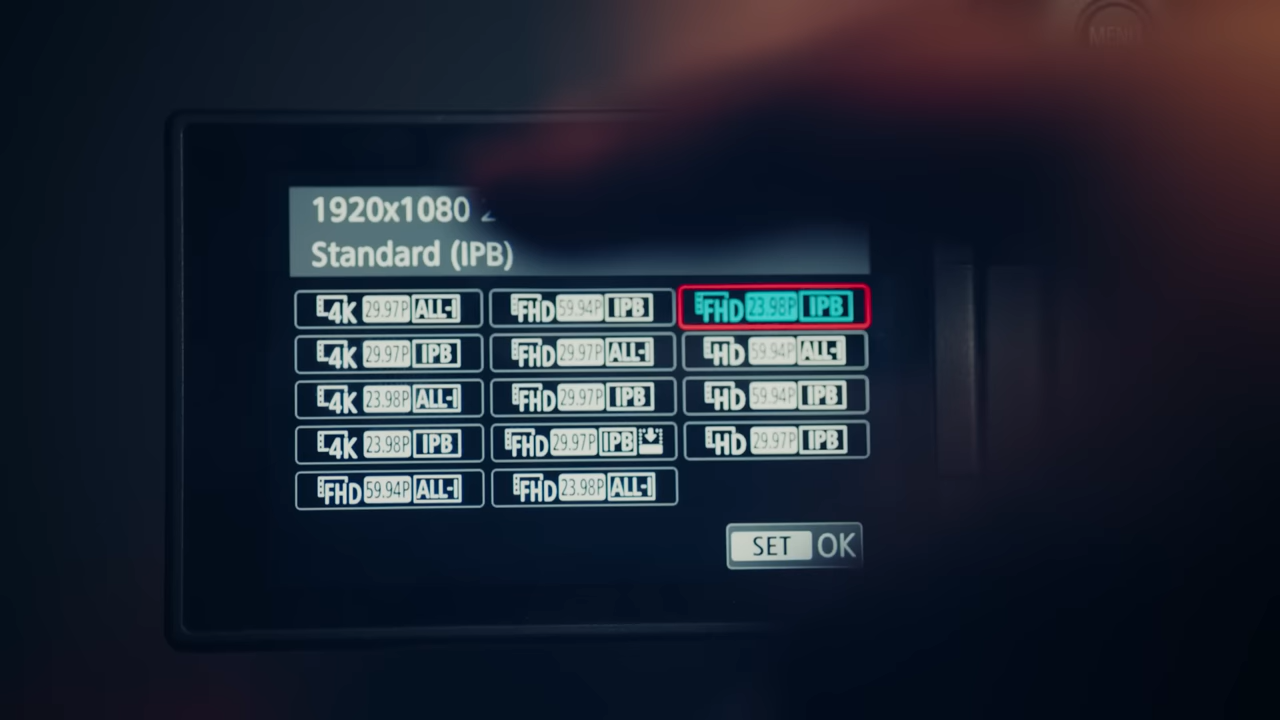 MENU
1920x1080
Standard (IPB)
4K 29.97P ALL-I FHD 59.94P IPB FHD 23.98P IPB
4K 29.97P IPB FHD 29.97P ALL-I HD 59.94P ALL-I
4K 23.98P ALL-I FHD 29.97P IPB HD 59.94P IPB
4K 23.98P IPB FHD 29.97P IPB HD 29.97P IPB
FHD 59.94P ALL-I FHD 23.98P ALL-I
SET OK